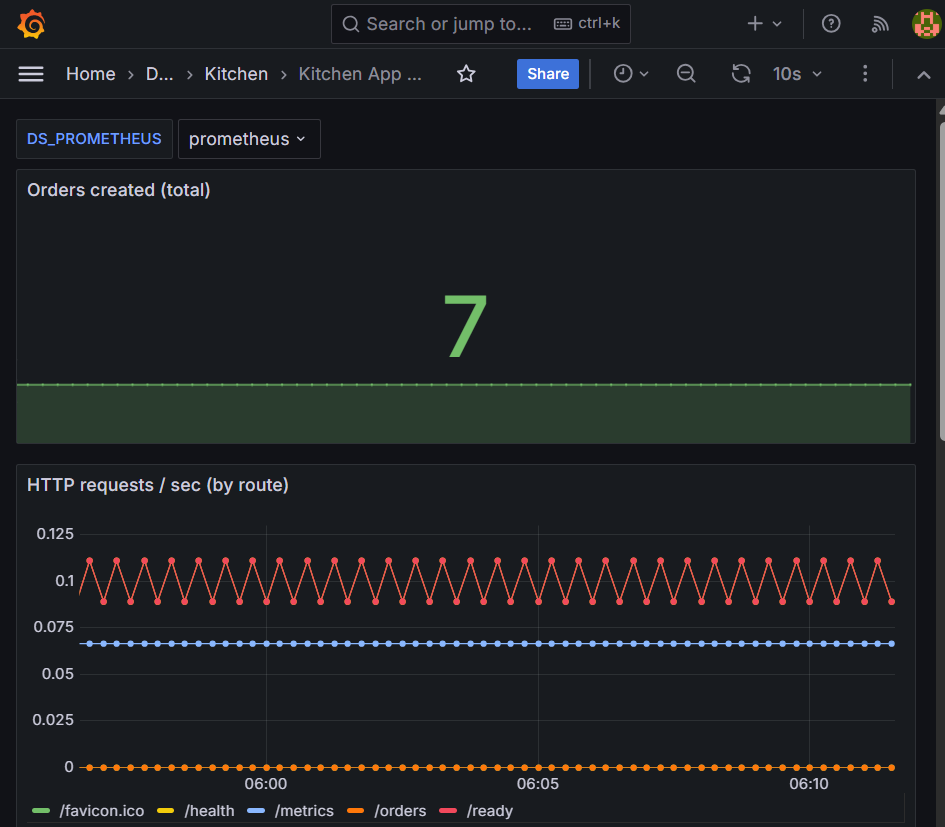 Search or jump to... ctrl+k
Home › D... › Kitchen › Kitchen App ... Share 10s
DS_PROMETHEUS prometheus
Orders created (total)
7
HTTP requests / sec (by route)
0.125
0.1
0.075
0.05
0.025
0
06:00 06:05 06:10
/favicon.ico /health /metrics /orders /ready